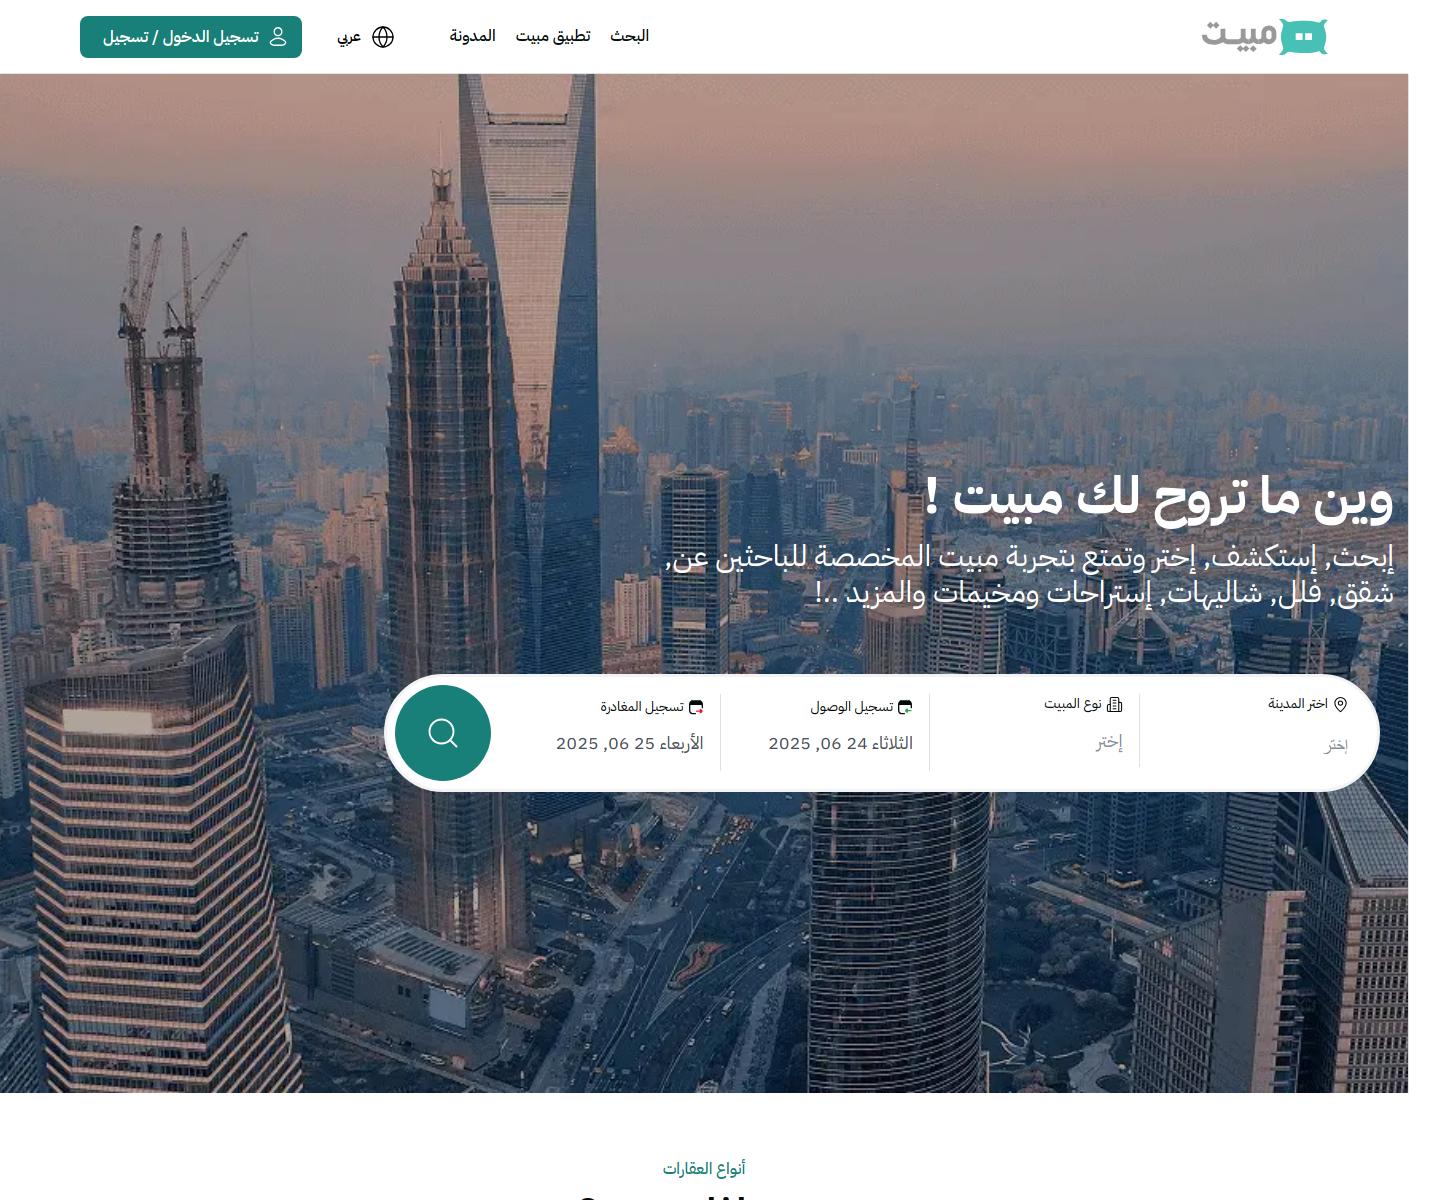 مبيت
البحث
تطبيق مبيت
المدونة
عربي
تسجيل الدخول / تسجيل
وين ما تروح لك مبيت !
إبحث, إستكشف, إختر وتمتع بتجربة مبيت المخصصة للباحثين عن,
شقق, فلل, شاليهات, إستراحات ومخيمات والمزيد ..!
اختر المدينة
إختر
نوع المبيت
إختر
تسجيل الوصول
الثلاثاء 24 06, 2025
تسجيل المغادرة
الأربعاء 25 06, 2025
أنواع العقارات